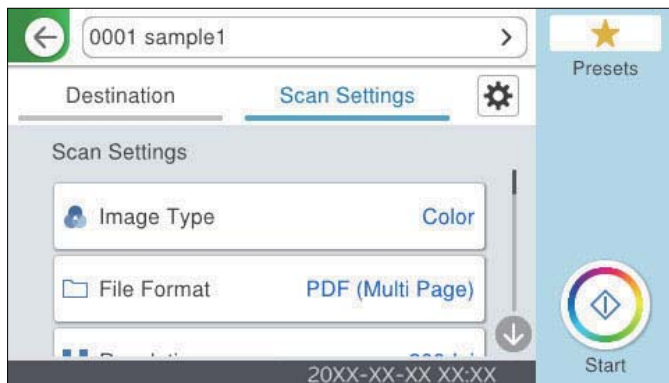 0001 sample1
Presets
Destination
Scan Settings
Scan Settings
Image Type
Color
File Format
PDF (Multi Page)
20XX-XX-XX XX:XX
Start